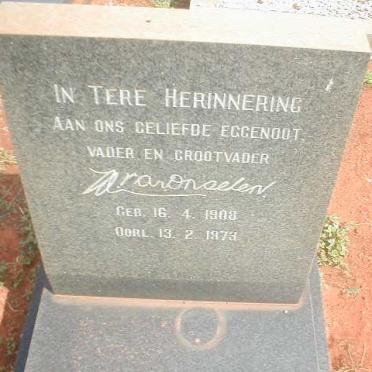 IN TERE HERINNERING
AAN ONS GELIEFDE EGGENOOT,
VADER EN GROOTVADER
GEB. 16. 4. 1908
OORL. 13. 2. 1973